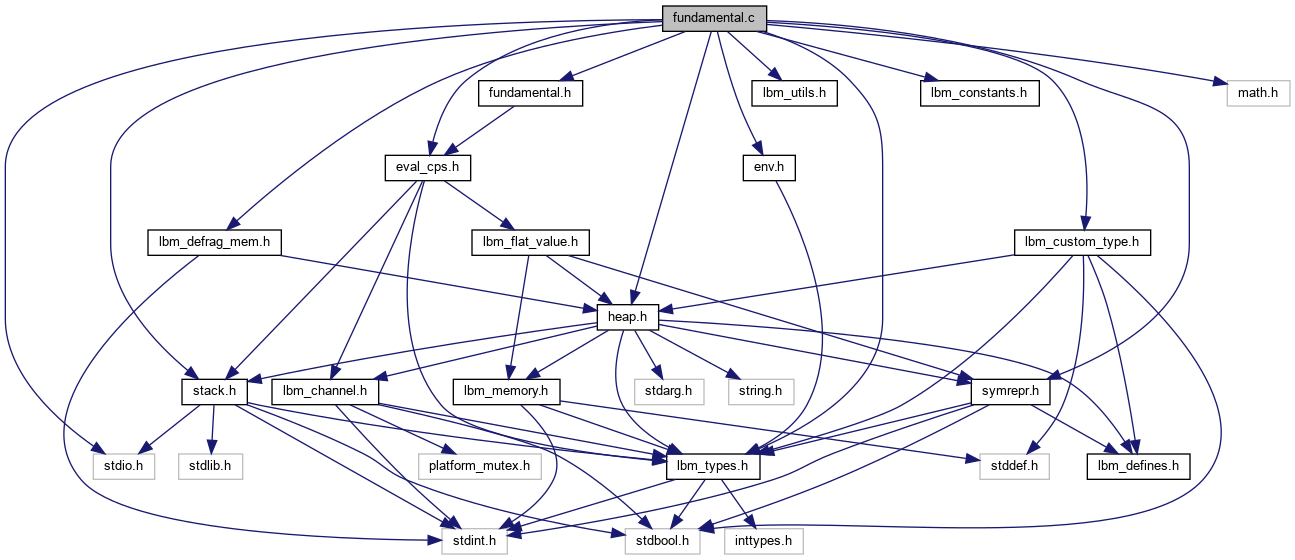 fundamental.c
fundamental.h
lbm_utils.h
lbm_constants.h
math.h
eval_cps.h
env.h
lbm_defrag_mem.h
lbm_flat_value.h
lbm_custom_type.h
heap.h
stack.h
lbm_channel.h
lbm_memory.h
stdarg.h
string.h
symrepr.h
stdio.h
stdlib.h
platform_mutex.h
lbm_types.h
stddef.h
lbm_defines.h
stdint.h
stdbool.h
inttypes.h